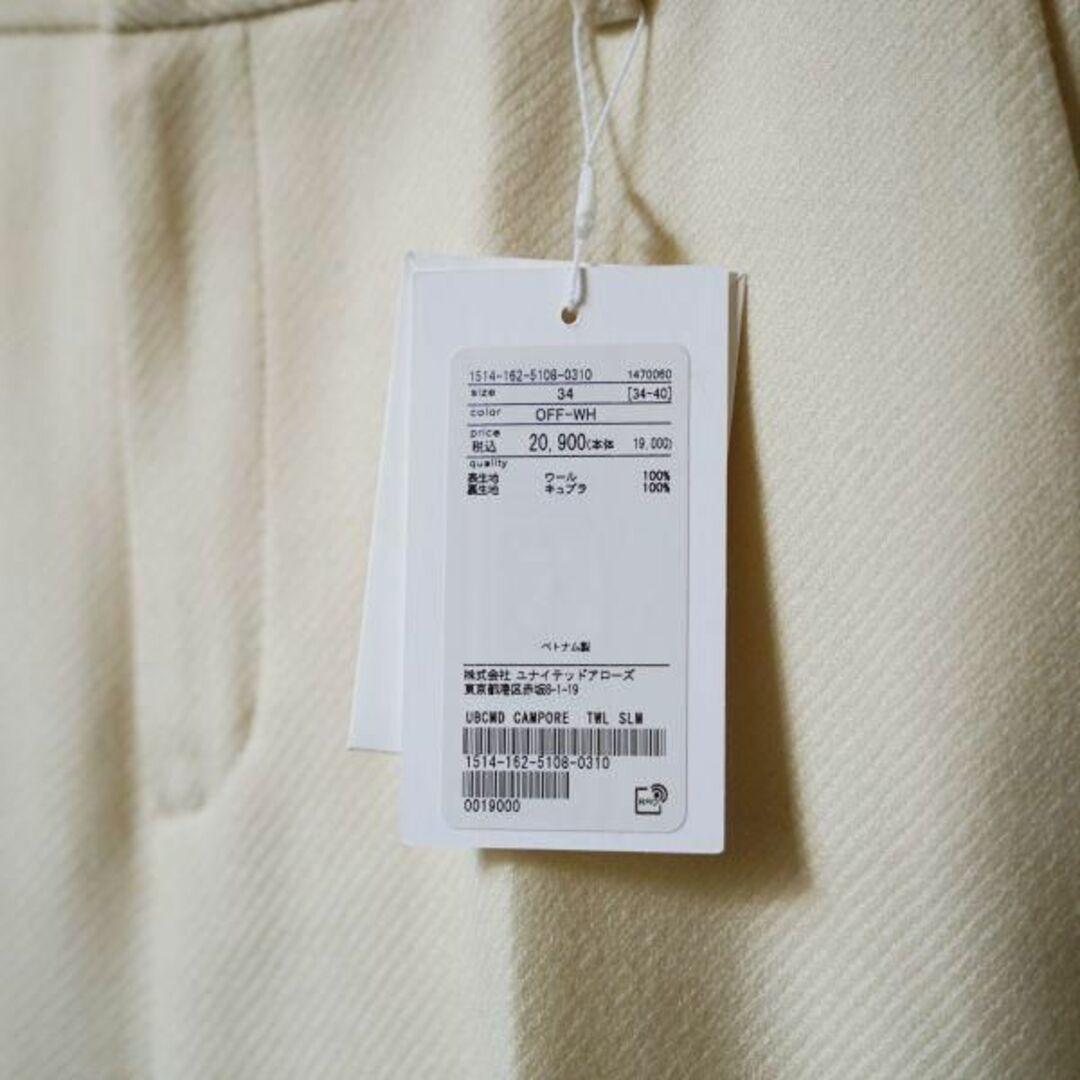 1514-162-5108-0310 1470060
size 34 [34-40]
color OFF-WH
price
税込 20,900(本体 19,000)
quality
表生地 ウール 100%
裏生地 キュプラ 100%
ベトナム製
株式会社 ユナイテッドアローズ
東京都港区赤坂8-1-19
UBCMD CAMPORE TWL SLM
1514-162-5108-0310
0019000